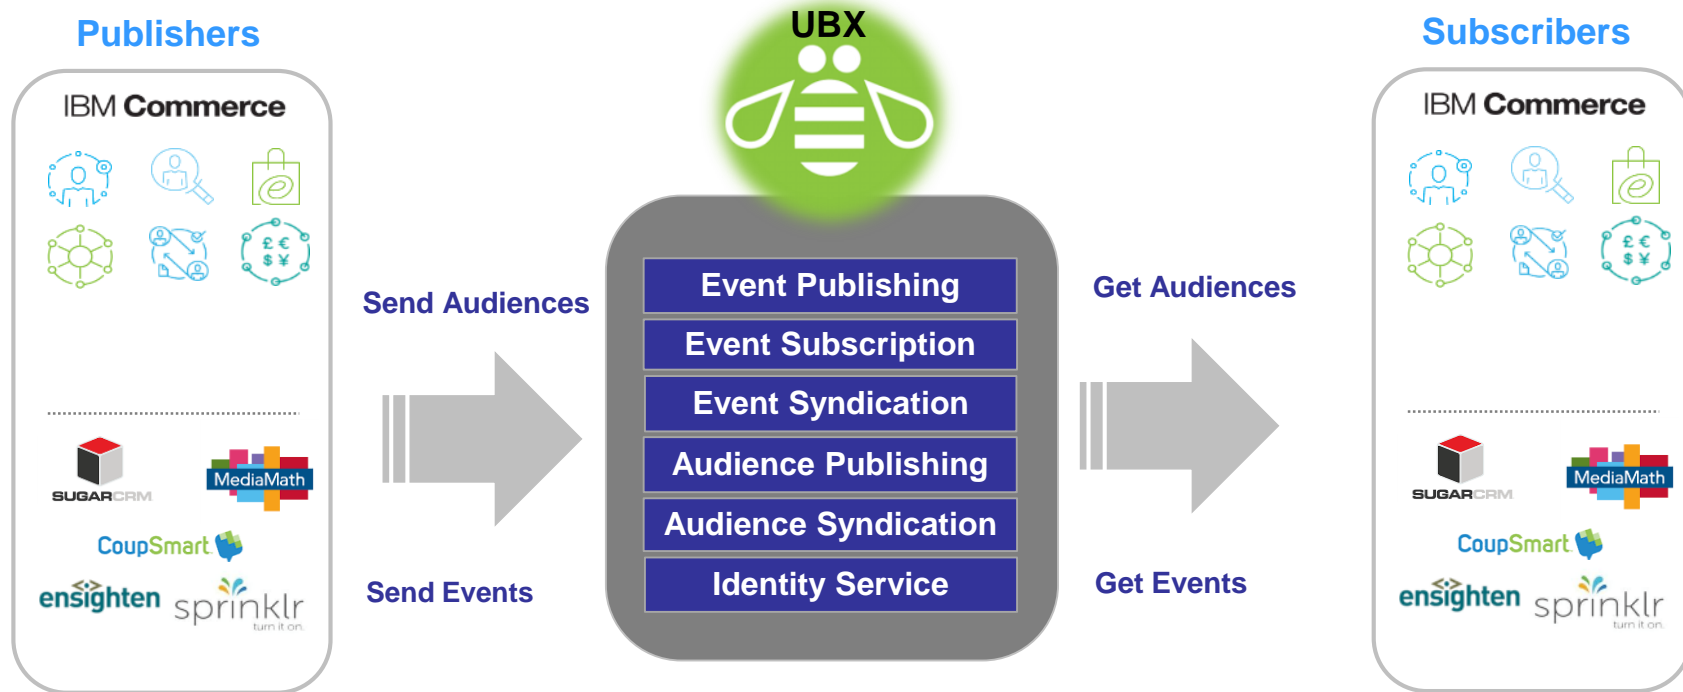 Publishers
IBM Commerce
e
£ €
$ ¥
SUGARCRM
MediaMath
CoupSmart
ensighten
sprinklr
turn it on.
Send Audiences
Send Events
UBX
Event Publishing
Event Subscription
Event Syndication
Audience Publishing
Audience Syndication
Identity Service
Get Audiences
Get Events
Subscribers
IBM Commerce
e
£ €
$ ¥
SUGARCRM
MediaMath
CoupSmart
ensighten
sprinklr
turn it on.